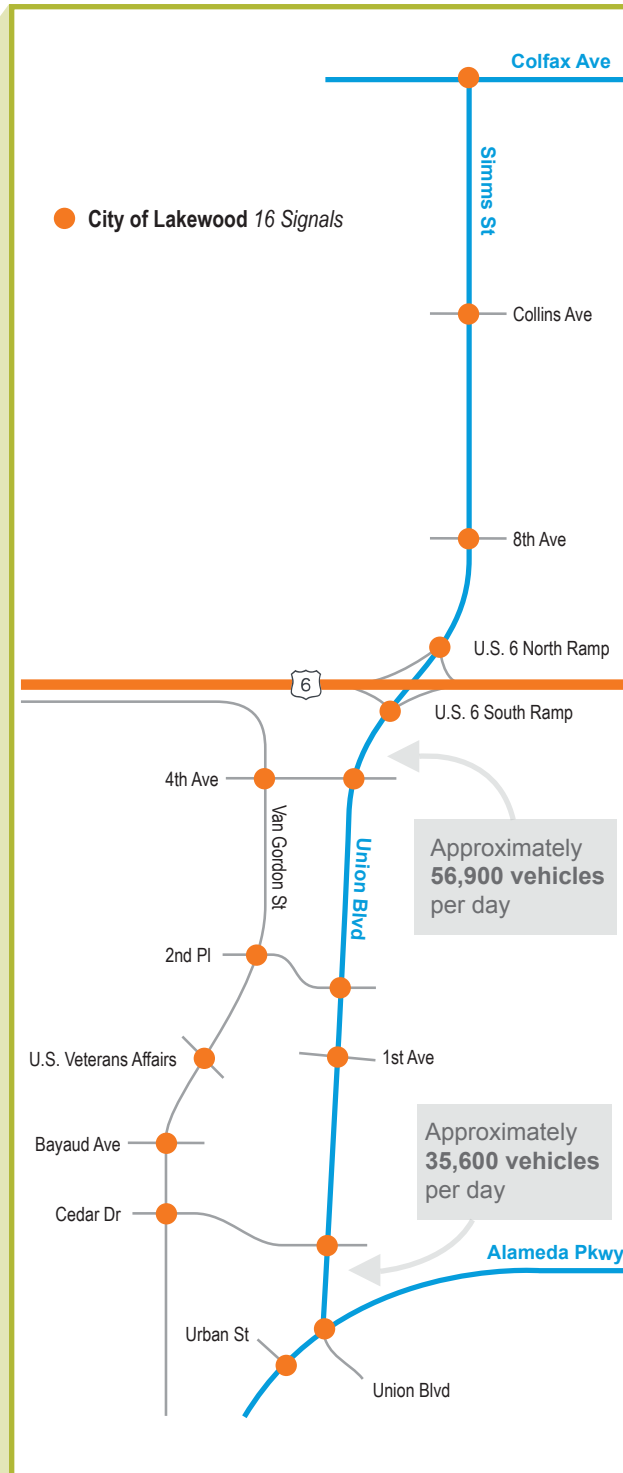 Colfax Ave
Simms St
City of Lakewood 16 Signals
Collins Ave
8th Ave
U.S. 6 North Ramp
6
U.S. 6 South Ramp
4th Ave
Van Gordon St
Union Blvd
Approximately
56,900 vehicles
per day
2nd Pl
U.S. Veterans Affairs
1st Ave
Bayaud Ave
Approximately
35,600 vehicles
per day
Cedar Dr
Alameda Pkwy
Urban St
Union Blvd